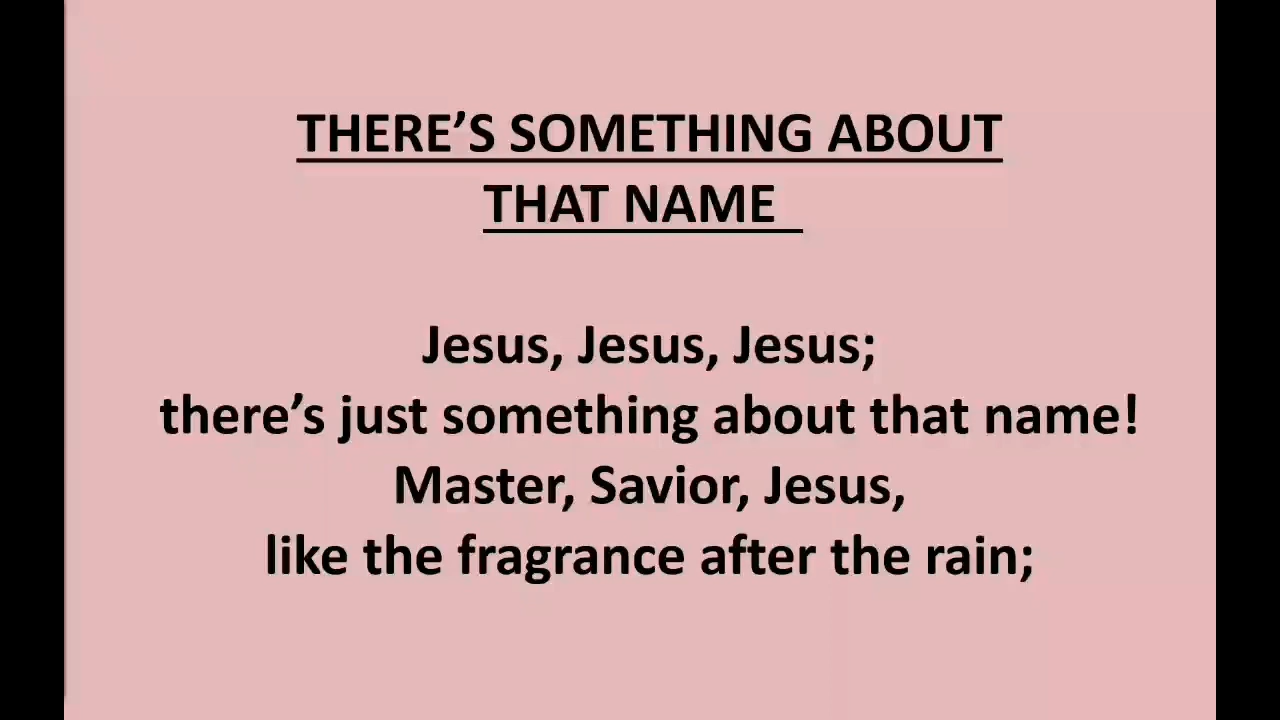 THERE’S SOMETHING ABOUT
THAT NAME
Jesus, Jesus, Jesus;
there’s just something about that name!
Master, Savior, Jesus,
like the fragrance after the rain;